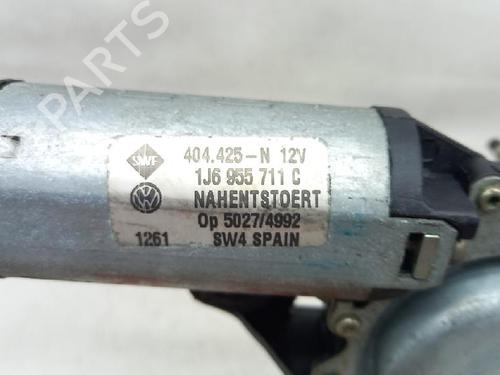 SWF
404.425-N 12V
1J6 955 711 C
NAHENTSTOERT
Op 5027/4992
1261 SW4 SPAIN
B-PARTS